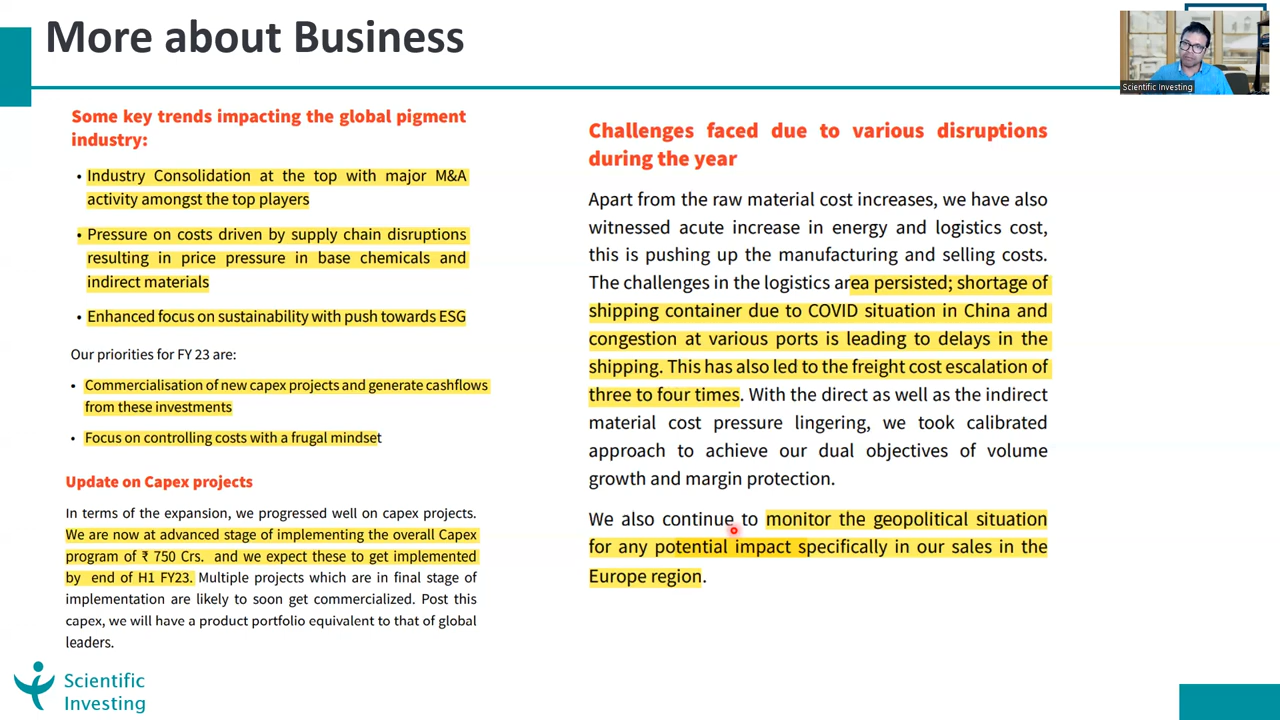 More about Business
Scientific Investing
Some key trends impacting the global pigment
industry:
• Industry Consolidation at the top with major M&A
activity amongst the top players
• Pressure on costs driven by supply chain disruptions
resulting in price pressure in base chemicals and
indirect materials
• Enhanced focus on sustainability with push towards ESG
Our priorities for FY 23 are:
• Commercialisation of new capex projects and generate cashflows
from these investments
• Focus on controlling costs with a frugal mindset
Update on Capex projects
In terms of the expansion, we progressed well on capex projects.
We are now at advanced stage of implementing the overall Capex
program of ₹ 750 Crs. and we expect these to get implemented
by end of H1 FY23. Multiple projects which are in final stage of
implementation are likely to soon get commercialized. Post this
capex, we will have a product portfolio equivalent to that of global
leaders.
Challenges faced due to various disruptions
during the year
Apart from the raw material cost increases, we have also
witnessed acute increase in energy and logistics cost,
this is pushing up the manufacturing and selling costs.
The challenges in the logistics area persisted; shortage of
shipping container due to COVID situation in China and
congestion at various ports is leading to delays in the
shipping. This has also led to the freight cost escalation of
three to four times. With the direct as well as the indirect
material cost pressure lingering, we took calibrated
approach to achieve our dual objectives of volume
growth and margin protection.
We also continue to monitor the geopolitical situation
for any potential impact specifically in our sales in the
Europe region.
Scientific
Investing